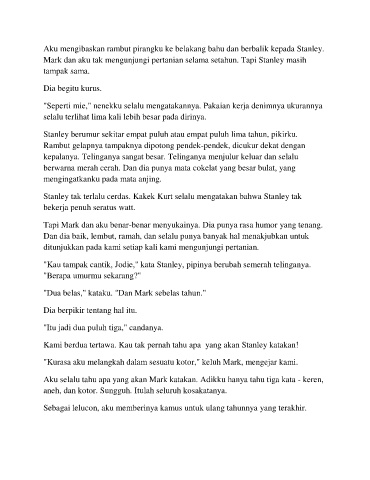 Aku mengibaskan rambut pirangku ke belakang bahu dan berbalik kepada Stanley.
Mark dan aku tak mengunjungi pertanian selama setahun. Tapi Stanley masih
tampak sama.
Dia begitu kurus.
"Seperti mie," nenekku selalu mengatakannya. Pakaian kerja denimnya ukurannya
selalu terlihat lima kali lebih besar pada dirinya.
Stanley berumur sekitar empat puluh atau empat puluh lima tahun, pikirku.
Rambut gelapnya tampaknya dipotong pendek-pendek, dicukur dekat dengan
kepalanya. Telinganya sangat besar. Telinganya menjulur keluar dan selalu
berwarna merah cerah. Dan dia punya mata cokelat yang besar bulat, yang
mengingatkanku pada mata anjing.
Stanley tak terlalu cerdas. Kakek Kurt selalu mengatakan bahwa Stanley tak
bekerja penuh seratus watt.
Tapi Mark dan aku benar-benar menyukainya. Dia punya rasa humor yang tenang.
Dan dia baik, lembut, ramah, dan selalu punya banyak hal menakjubkan untuk
ditunjukkan pada kami setiap kali kami mengunjungi pertanian.
"Kau tampak cantik, Jodie," kata Stanley, pipinya berubah semerah telinganya.
"Berapa umurmu sekarang?"
"Dua belas," kataku. "Dan Mark sebelas tahun."
Dia berpikir tentang hal itu.
"Itu jadi dua puluh tiga," candanya.
Kami berdua tertawa. Kau tak pernah tahu apa  yang akan Stanley katakan!
"Kurasa aku melangkah dalam sesuatu kotor," keluh Mark, mengejar kami.
Aku selalu tahu apa yang akan Mark katakan. Adikku hanya tahu tiga kata - keren,
aneh, dan kotor. Sungguh. Itulah seluruh kosakatanya.
Sebagai lelucon, aku memberinya kamus untuk ulang tahunnya yang terakhir.